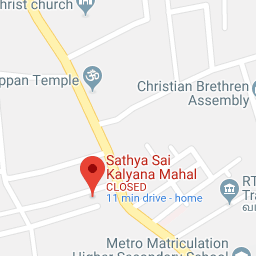 hrist church
ppan Temple
Christian Brethren
Assembly
Sathya Sai
Kalyana Mahal
CLOSED
11 min drive - home
RT
Tra
Metro Matriculation
Higher Secondary School